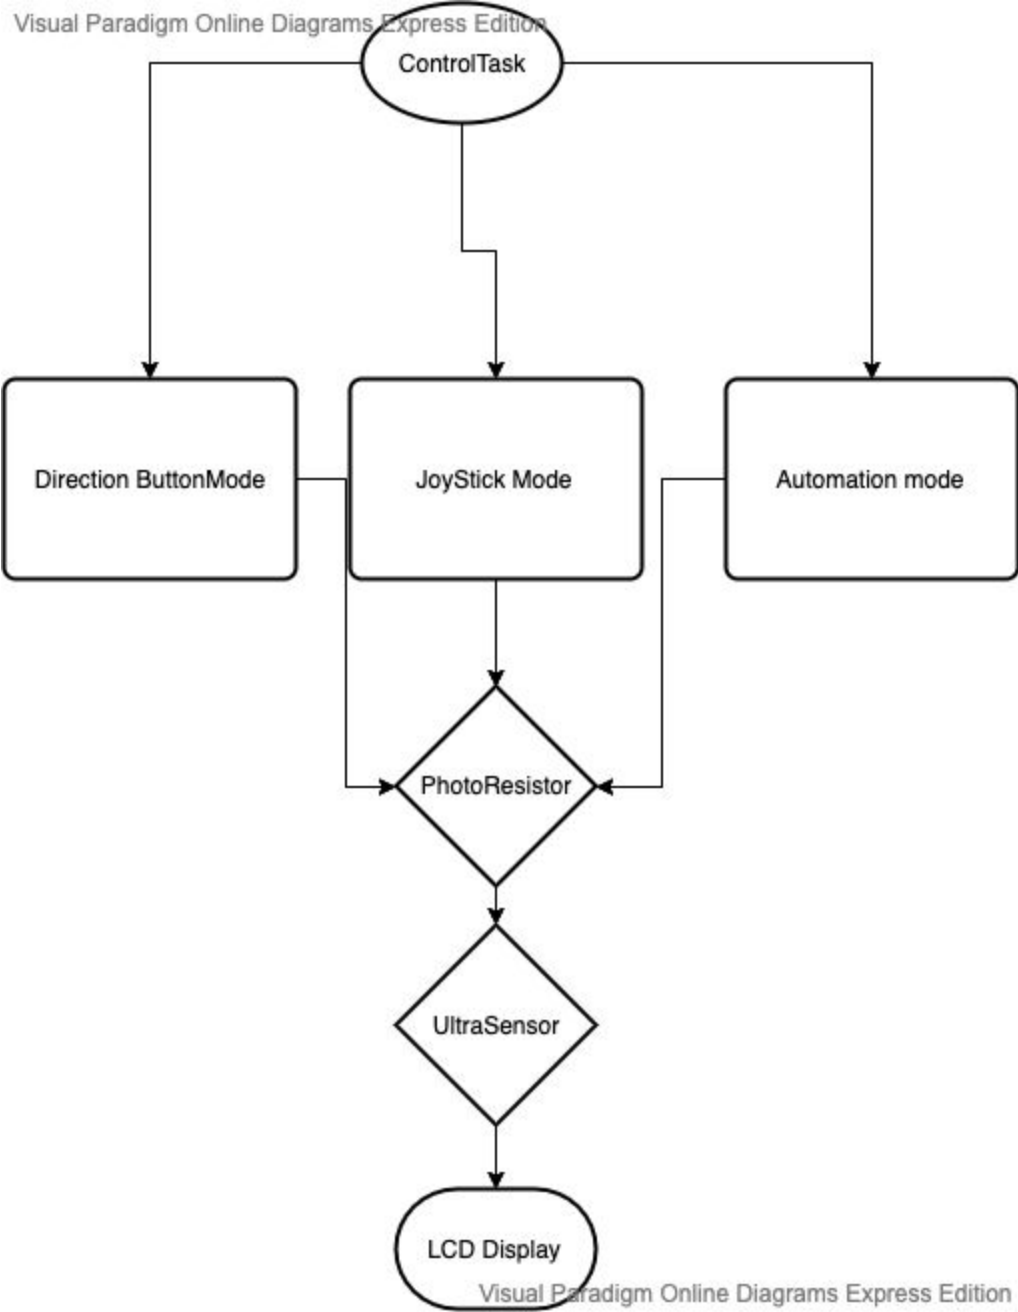 Visual Paradigm Online Diagrams Express Edition
ControlTask
Direction ButtonMode
JoyStick Mode
Automation mode
PhotoResistor
UltraSensor
LCD Display
Visual Paradigm Online Diagrams Express Edition